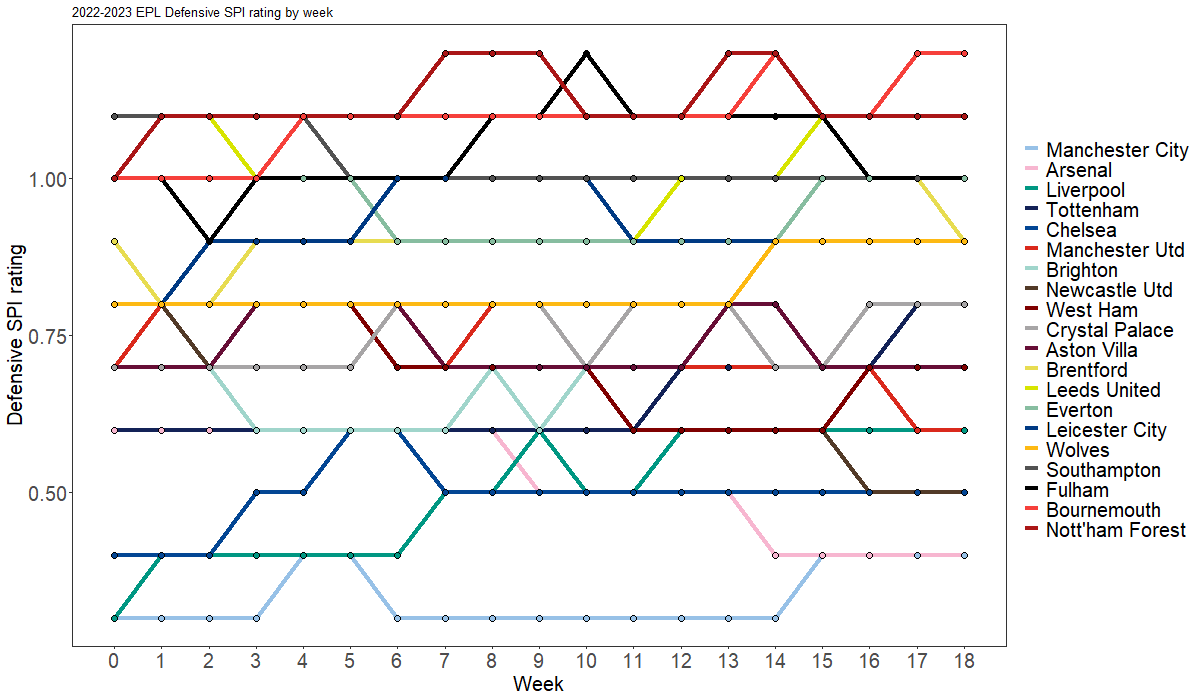 2022-2023 EPL Defensive SPI rating by week
Defensive SPI rating
1.00
0.75
0.50
0 1 2 3 4 5 6 7 8 9 10 11 12 13 14 15 16 17 18
Week
Manchester City
Arsenal
Liverpool
Tottenham
Chelsea
Manchester Utd
Brighton
Newcastle Utd
West Ham
Crystal Palace
Aston Villa
Brentford
Leeds United
Everton
Leicester City
Wolves
Southampton
Fulham
Bournemouth
Nott'ham Forest